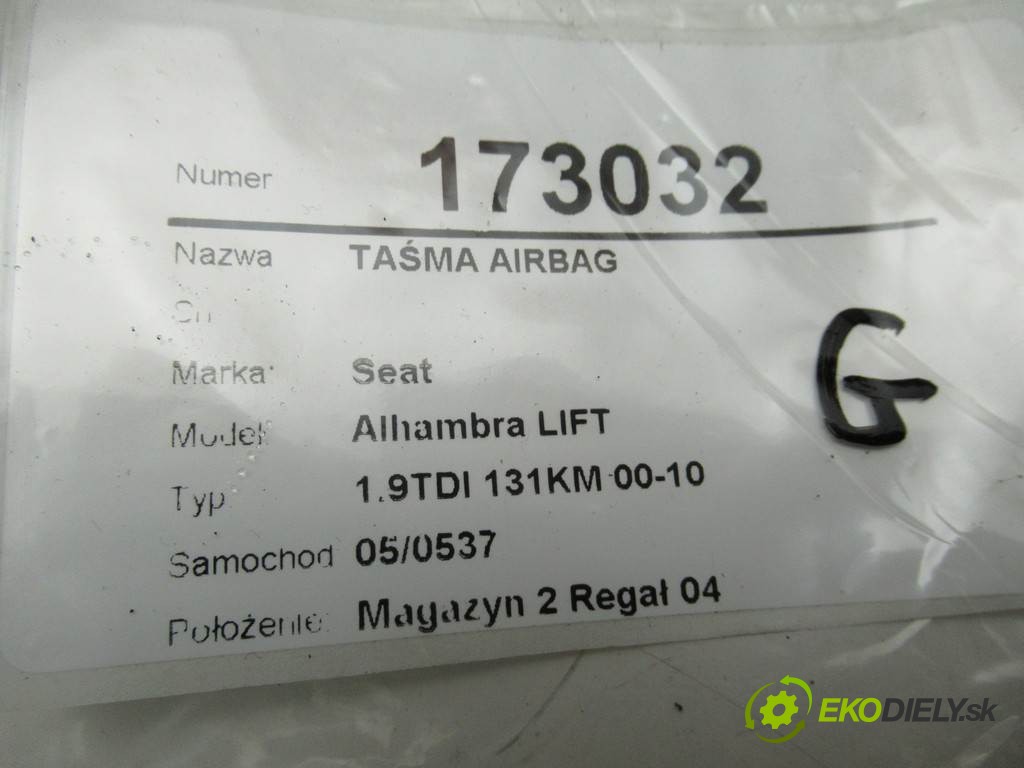 Numer 173032
Nazwa TAŚMA AIRBAG
Marka: Seat
Model: Alhambra LIFT
Typ 1.9TDI 131KM 00-10
Samochod 05/0537
Położenie: Magazyn 2 Regał 04
G
EKODIELY.sk